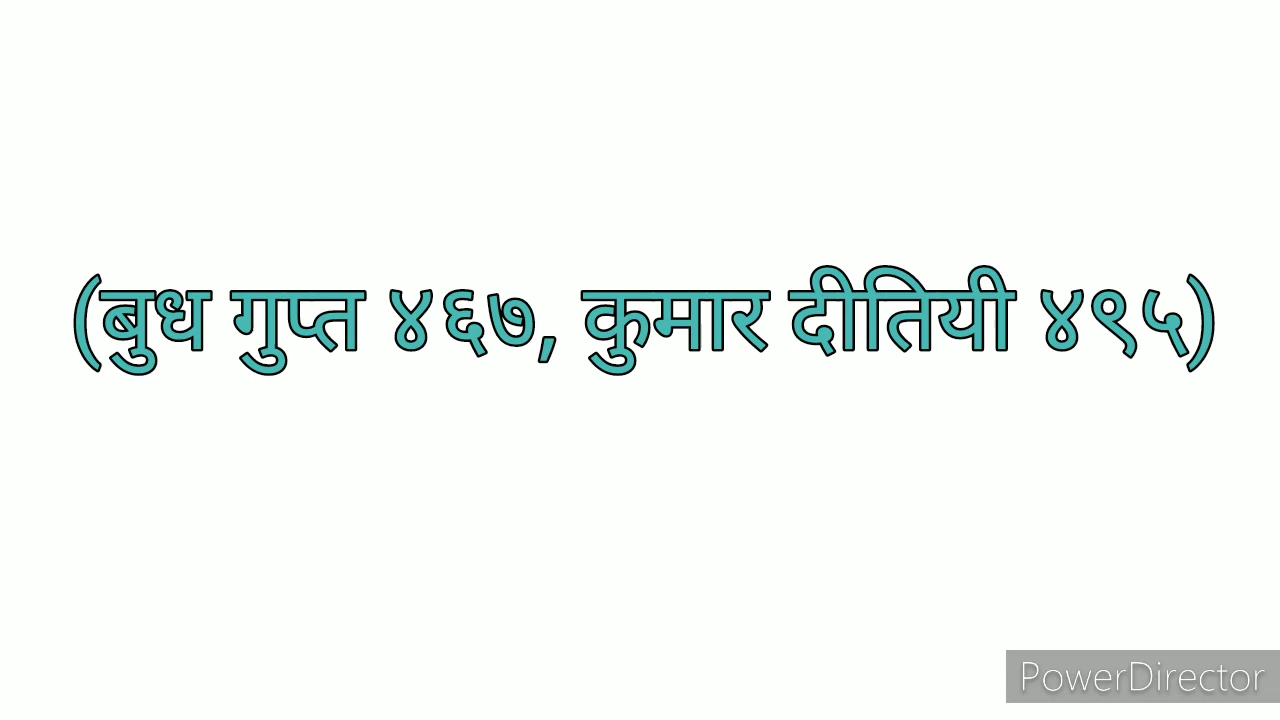 (बुध गुप्त ४६७, कुमार दीतियी ४९५)
PowerDirector